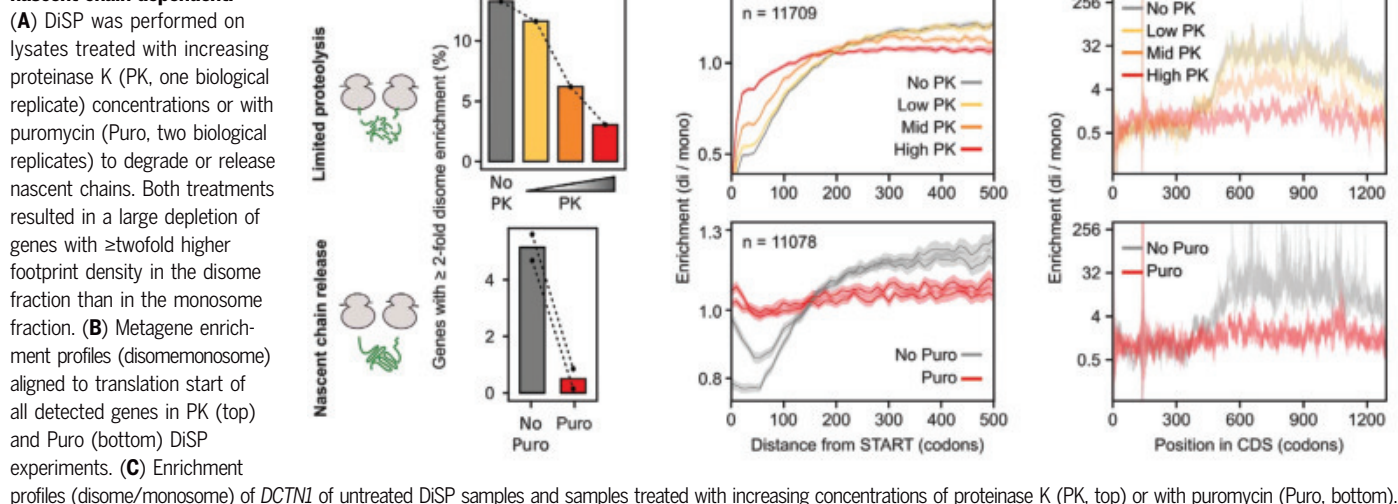 nascent chain dependent.
(A) DiSP was performed on
lysates treated with increasing
proteinase K (PK, one biological
replicate) concentrations or with
puromycin (Puro, two biological
replicates) to degrade or release
nascent chains. Both treatments
resulted in a large depletion of
genes with ≥twofold higher
footprint density in the disome
fraction than in the monosome
fraction. (B) Metagene enrich-
ment profiles (disomemonosome)
aligned to translation start of
all detected genes in PK (top)
and Puro (bottom) DiSP
experiments. (C) Enrichment
profiles (disome/monosome) of DCTN1 of untreated DiSP samples and samples treated with increasing concentrations of proteinase K (PK, top) or with puromycin (Puro, bottom).
Limited proteolysis
Nascent chain release
Genes with ≥ 2-fold disome enrichment (%)
10
5
0
No
PK
PK
4
2
0
No
Puro
Puro
Enrichment (di / mono)
n = 11709
1.0
0.5
No PK
Low PK
Mid PK
High PK
0
100
200
300
400
500
n = 11078
1.3
1.0
0.8
No Puro
Puro
0
100
200
300
400
500
Distance from START (codons)
Enrichment (di / mono)
256
32
4
0.5
No PK
Low PK
Mid PK
High PK
0
300
600
900
1200
256
32
4
0.5
No Puro
Puro
0
300
600
900
1200
Position in CDS (codons)